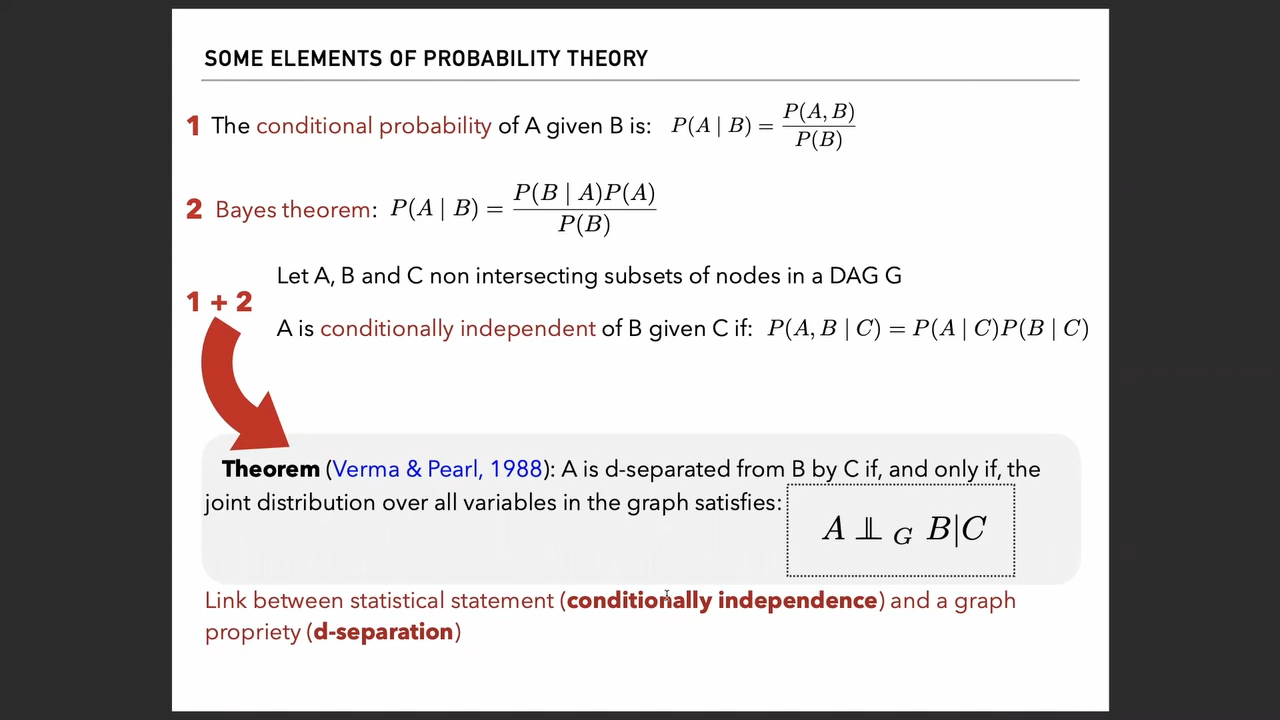 SOME ELEMENTS OF PROBABILITY THEORY
1 The conditional probability of A given B is: P(A | B) = P(A, B) / P(B)
2 Bayes theorem: P(A | B) = P(B | A)P(A) / P(B)
Let A, B and C non intersecting subsets of nodes in a DAG G
1 + 2
A is conditionally independent of B given C if: P(A, B | C) = P(A | C)P(B | C)
Theorem (Verma & Pearl, 1988): A is d-separated from B by C if, and only if, the
joint distribution over all variables in the graph satisfies:
A ⫫_G B|C
Link between statistical statement (conditionally independence) and a graph
propriety (d-separation)